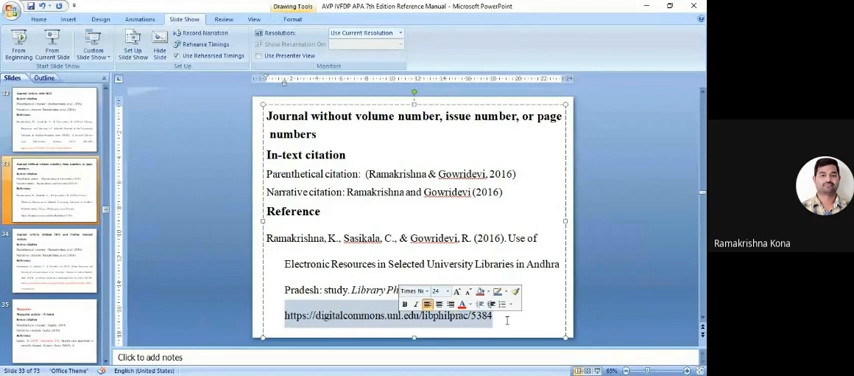 Drawing Tools
AVP IVFDP APA 7th Edition Reference Manual - Microsoft PowerPoint
Home Insert Design Animations Slide Show Review View Format
From Beginning
From Current Slide
Custom Slide Show
Start Slide Show
Set Up Slide Show
Hide Slide
Record Narration
Rehearse Timings
Use Rehearsed Timings
Set Up
Resolution: Use Current Resolution
Show Presentation On:
Use Presenter View
Monitors
Slides Outline
33
34
35
Journal without volume number, issue number, or page
numbers
In-text citation
Parenthetical citation: (Ramakrishna & Gowridevi, 2016)
Narrative citation: Ramakrishna and Gowridevi (2016)
Reference
Ramakrishna, K., Sasikala, C., & Gowridevi, R. (2016). Use of
Electronic Resources in Selected University Libraries in Andhra
Pradesh: study. Library Ph
Times N 24
https://digitalcommons.unl.edu/libphilprac/5384
Ramakrishna Kona
Click to add notes
Slide 33 of 73 "Office Theme" English (United States) 65%